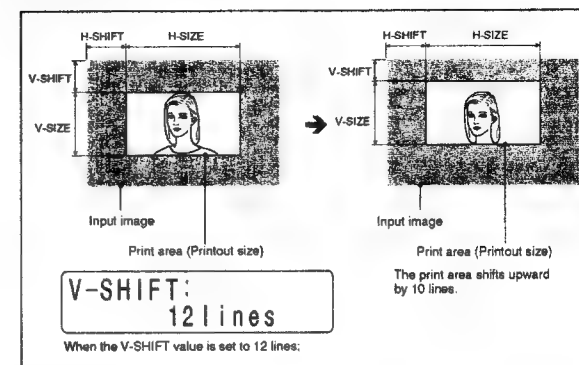 H-SHIFT H-SIZE
V-SHIFT
V-SIZE
Input image
Print area (Printout size)
V-SHIFT:
12lines
When the V-SHIFT value is set to 12 lines:
H-SHIFT H-SIZE
V-SHIFT
V-SIZE
Input image
Print area (Printout size)
The print area shifts upward
by 10 lines.